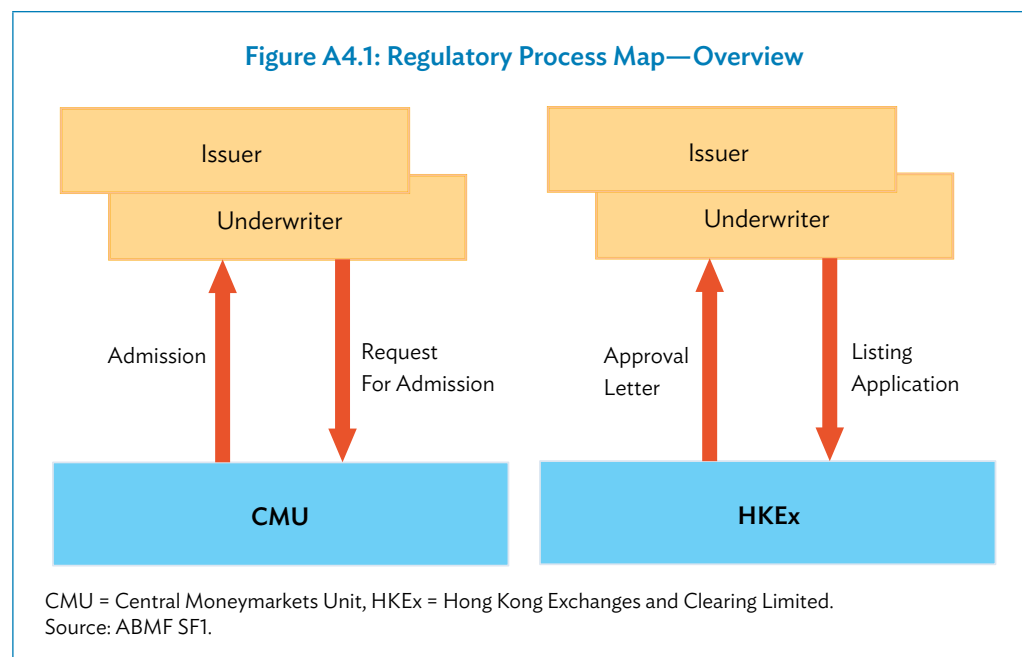 Figure A4.1: Regulatory Process Map—Overview
Issuer
Underwriter
Admission
Request
For Admission
CMU
Issuer
Underwriter
Approval
Letter
Listing
Application
HKEx
CMU = Central Moneymarkets Unit, HKEx = Hong Kong Exchanges and Clearing Limited.
Source: ABMF SF1.